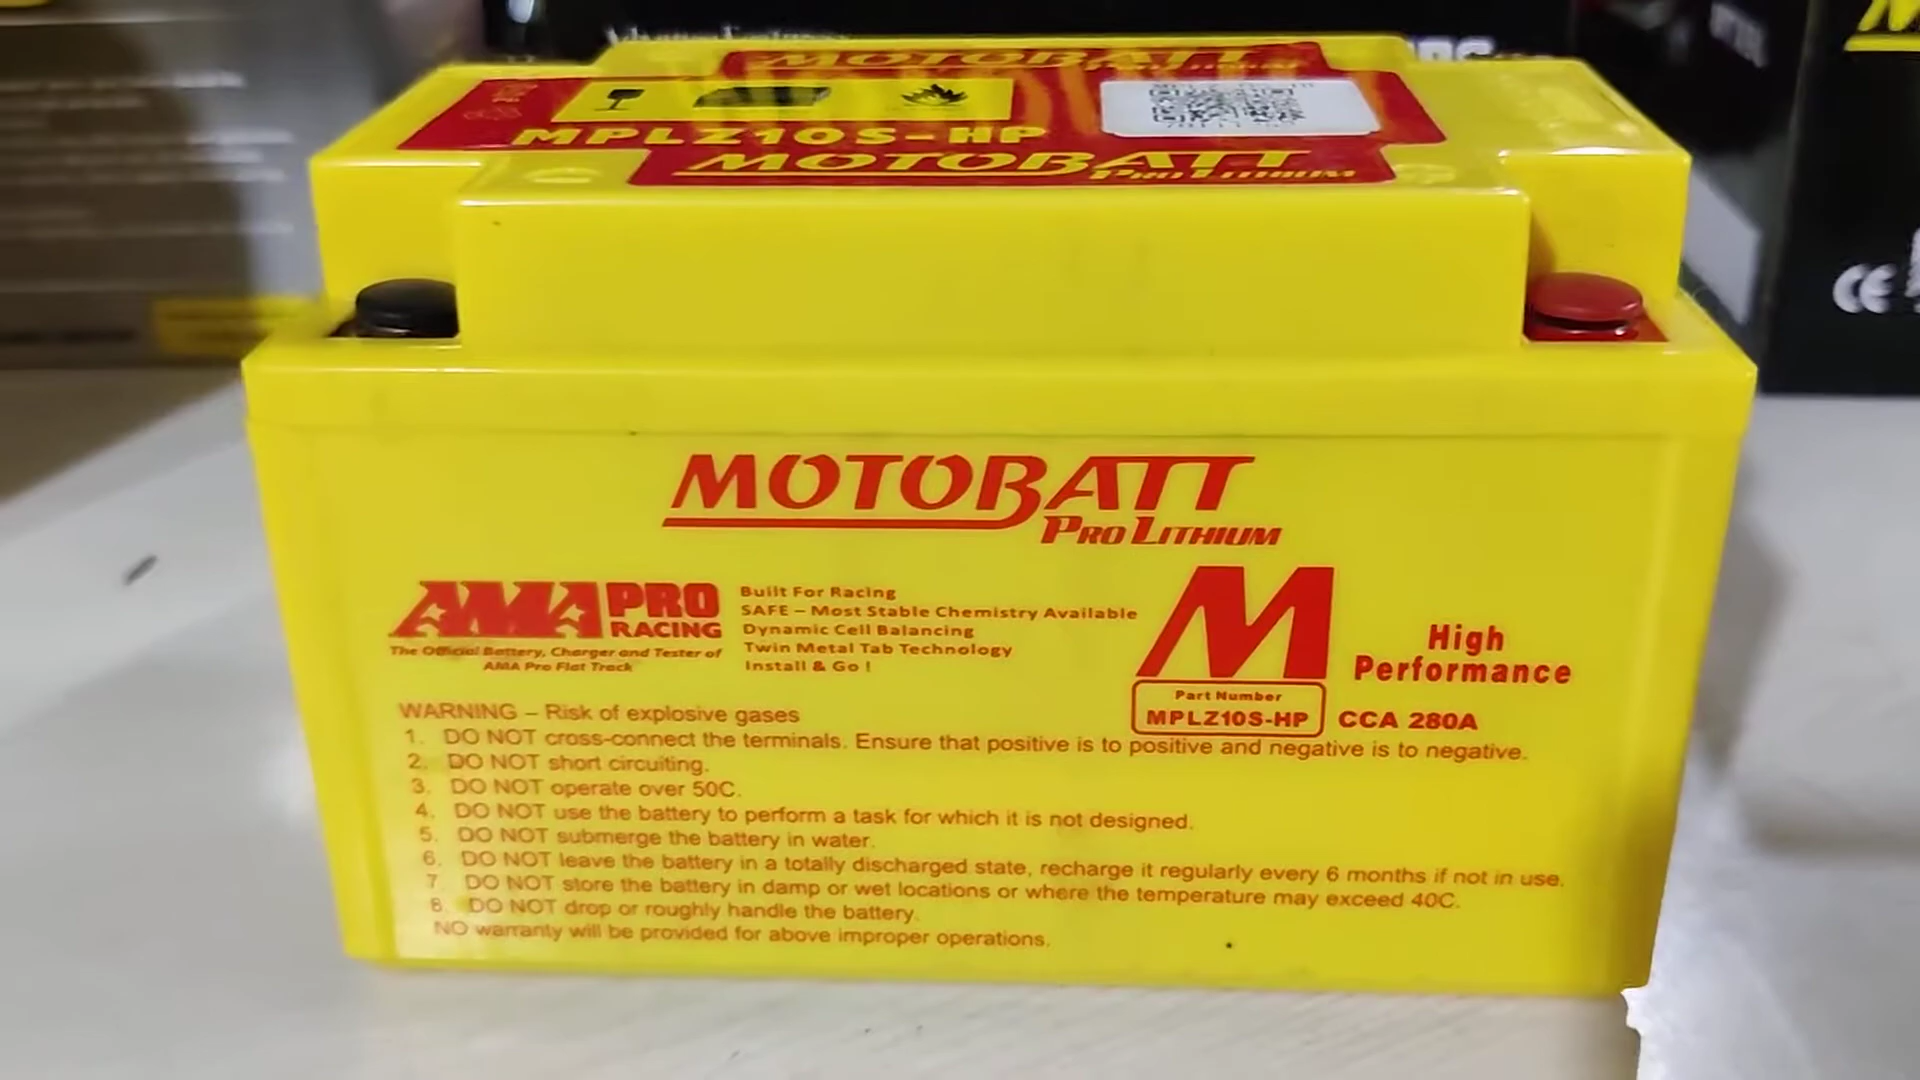 MOTOBATT
MPLZ10S-HP
MOTOBATT
PRO LITHIUM
CE
MOTOBATT
PRO LITHIUM
AMA PRO RACING
The Official Battery, Charger and Tester of
AMA Pro Flat Track
Built For Racing
SAFE – Most Stable Chemistry Available
Dynamic Cell Balancing
Twin Metal Tab Technology
Install & Go !
M
High
Performance
Part Number
MPLZ10S-HP
CCA 280A
WARNING – Risk of explosive gases
1. DO NOT cross-connect the terminals. Ensure that positive is to positive and negative is to negative.
2. DO NOT short circuiting.
3. DO NOT operate over 50C.
4. DO NOT use the battery to perform a task for which it is not designed.
5. DO NOT submerge the battery in water.
6. DO NOT leave the battery in a totally discharged state, recharge it regularly every 6 months if not in use.
7. DO NOT store the battery in damp or wet locations or where the temperature may exceed 40C.
8. DO NOT drop or roughly handle the battery.
NO warranty will be provided for above improper operations.